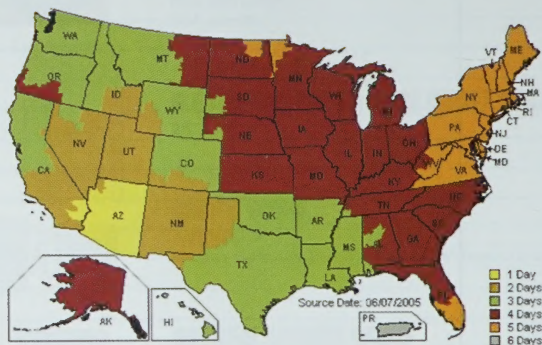 WA
MT
ND
MN
OR
ID
WY
SD
WI
MI
NY
VT
ME
NH
MA
RI
CT
NJ
DE
MD
PA
NV
UT
CO
NE
IA
IL
IN
OH
WV
VA
CA
KS
MO
KY
AZ
NM
OK
AR
TN
NC
SC
MS
AL
GA
TX
LA
FL
AK
HI
PR
Source Date: 06/07/2005
1 Day
2 Days
3 Days
4 Days
5 Days
6 Days